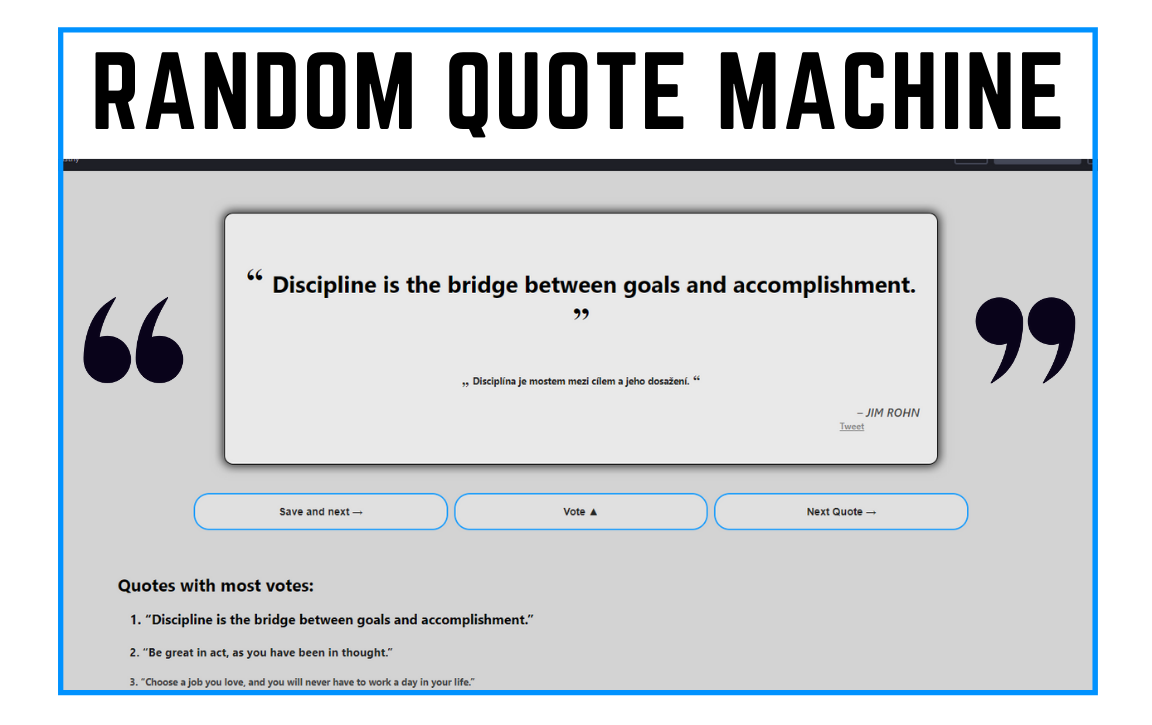 RANDOM QUOTE MACHINE
“ Discipline is the bridge between goals and accomplishment.
”
„ Disciplína je mostem mezi cílem a jeho dosažení. “
– JIM ROHN
Tweet
Save and next → Vote ▲ Next Quote →
Quotes with most votes:
1. “Discipline is the bridge between goals and accomplishment.”
2. “Be great in act, as you have been in thought.”
3. “Choose a job you love, and you will never have to work a day in your life.”